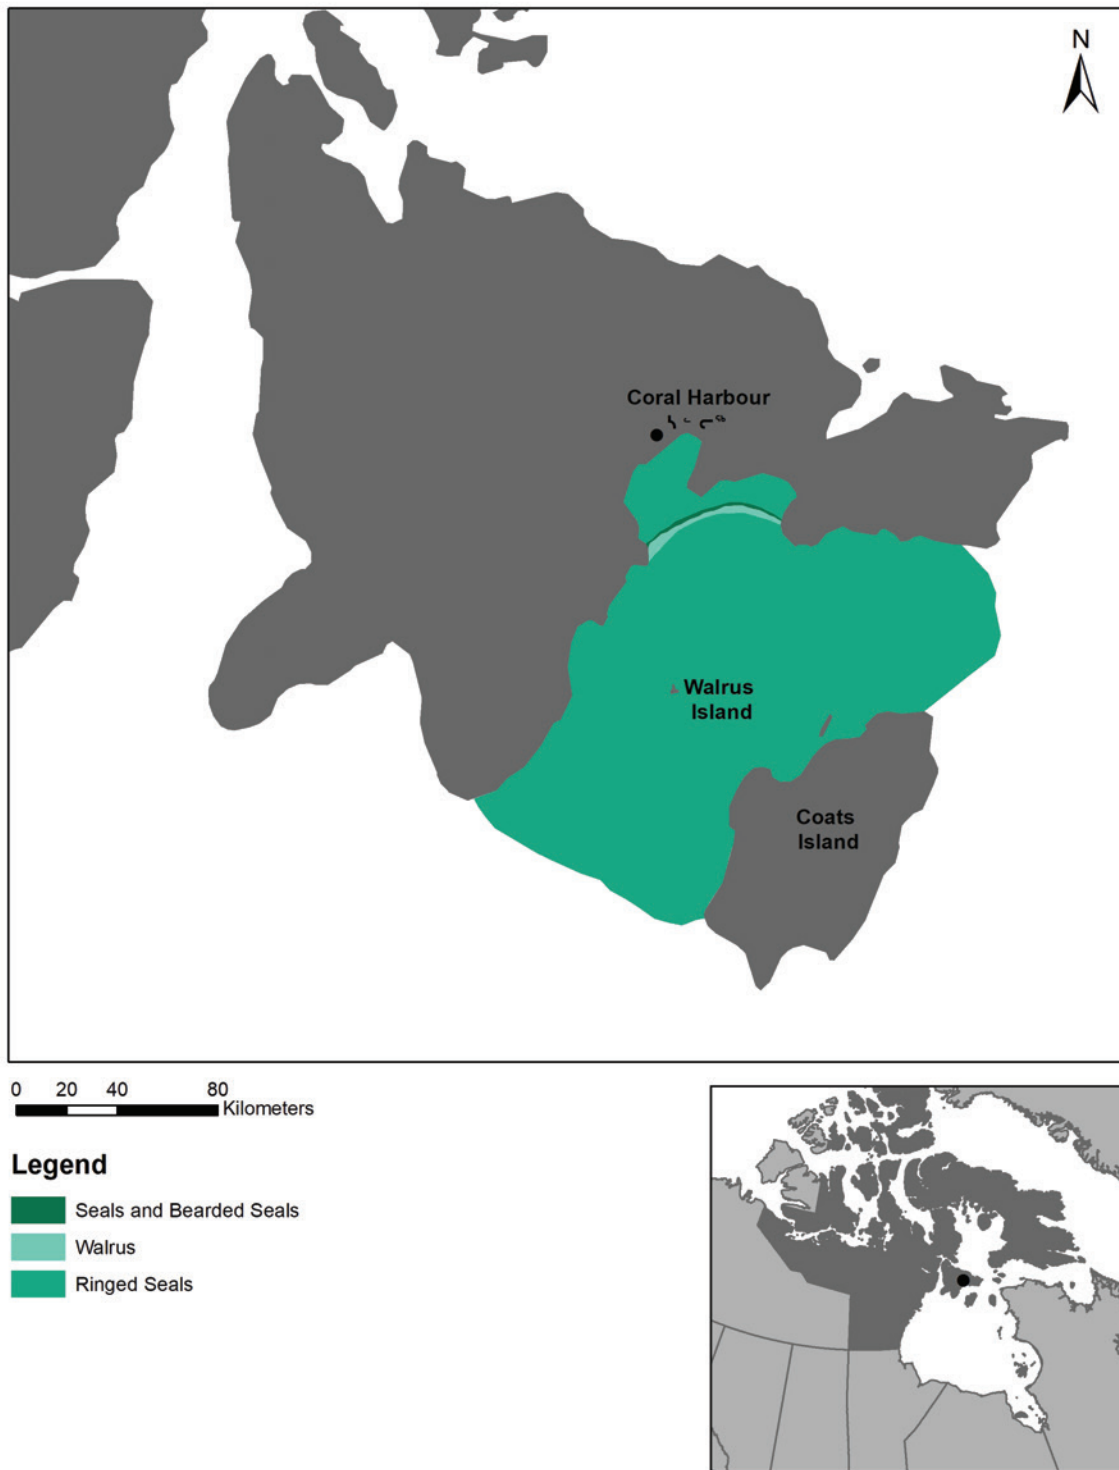 N
Coral Harbour
ᓴ ᓪ ᓕᖅ
Walrus
Island
Coats
Island
0 20 40 80
Kilometers
Legend
Seals and Bearded Seals
Walrus
Ringed Seals